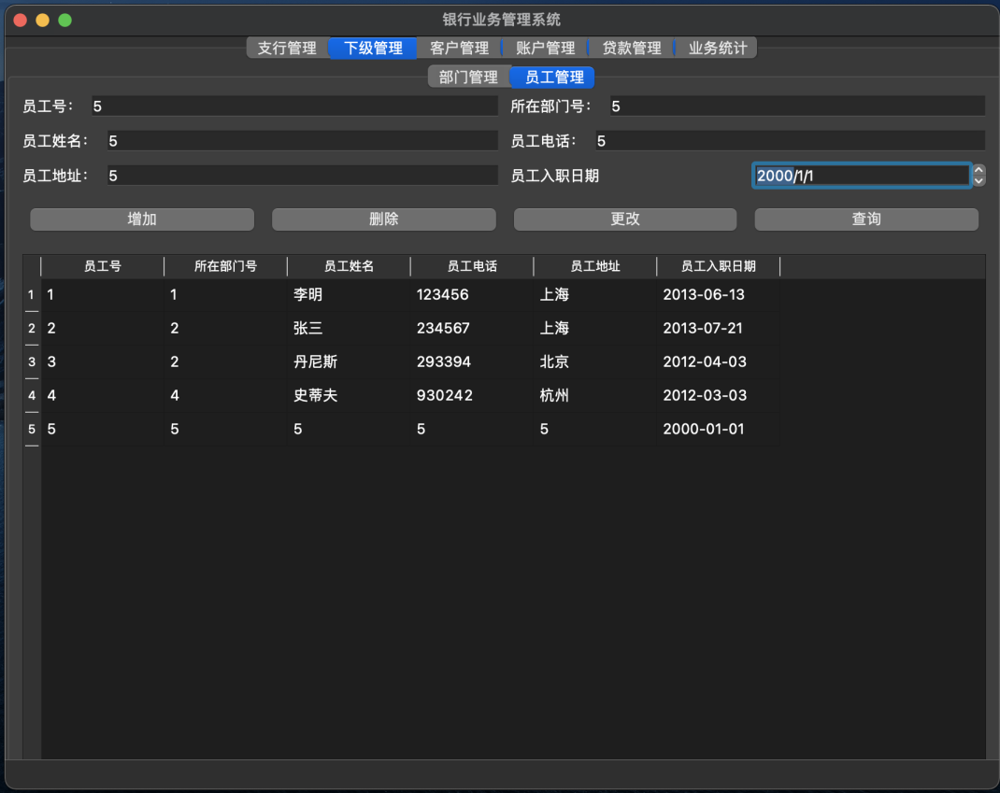 银行业务管理系统
支行管理 下级管理 客户管理 账户管理 贷款管理 业务统计
部门管理 员工管理
员工号： 5 所在部门号： 5
员工姓名： 5 员工电话： 5
员工地址： 5 员工入职日期 2000/1/1
增加 删除 更改 查询
员工号 所在部门号 员工姓名 员工电话 员工地址 员工入职日期
1 1 1 李明 123456 上海 2013-06-13
2 2 2 张三 234567 上海 2013-07-21
3 3 2 丹尼斯 293394 北京 2012-04-03
4 4 4 史蒂夫 930242 杭州 2012-03-03
5 5 5 5 5 5 2000-01-01